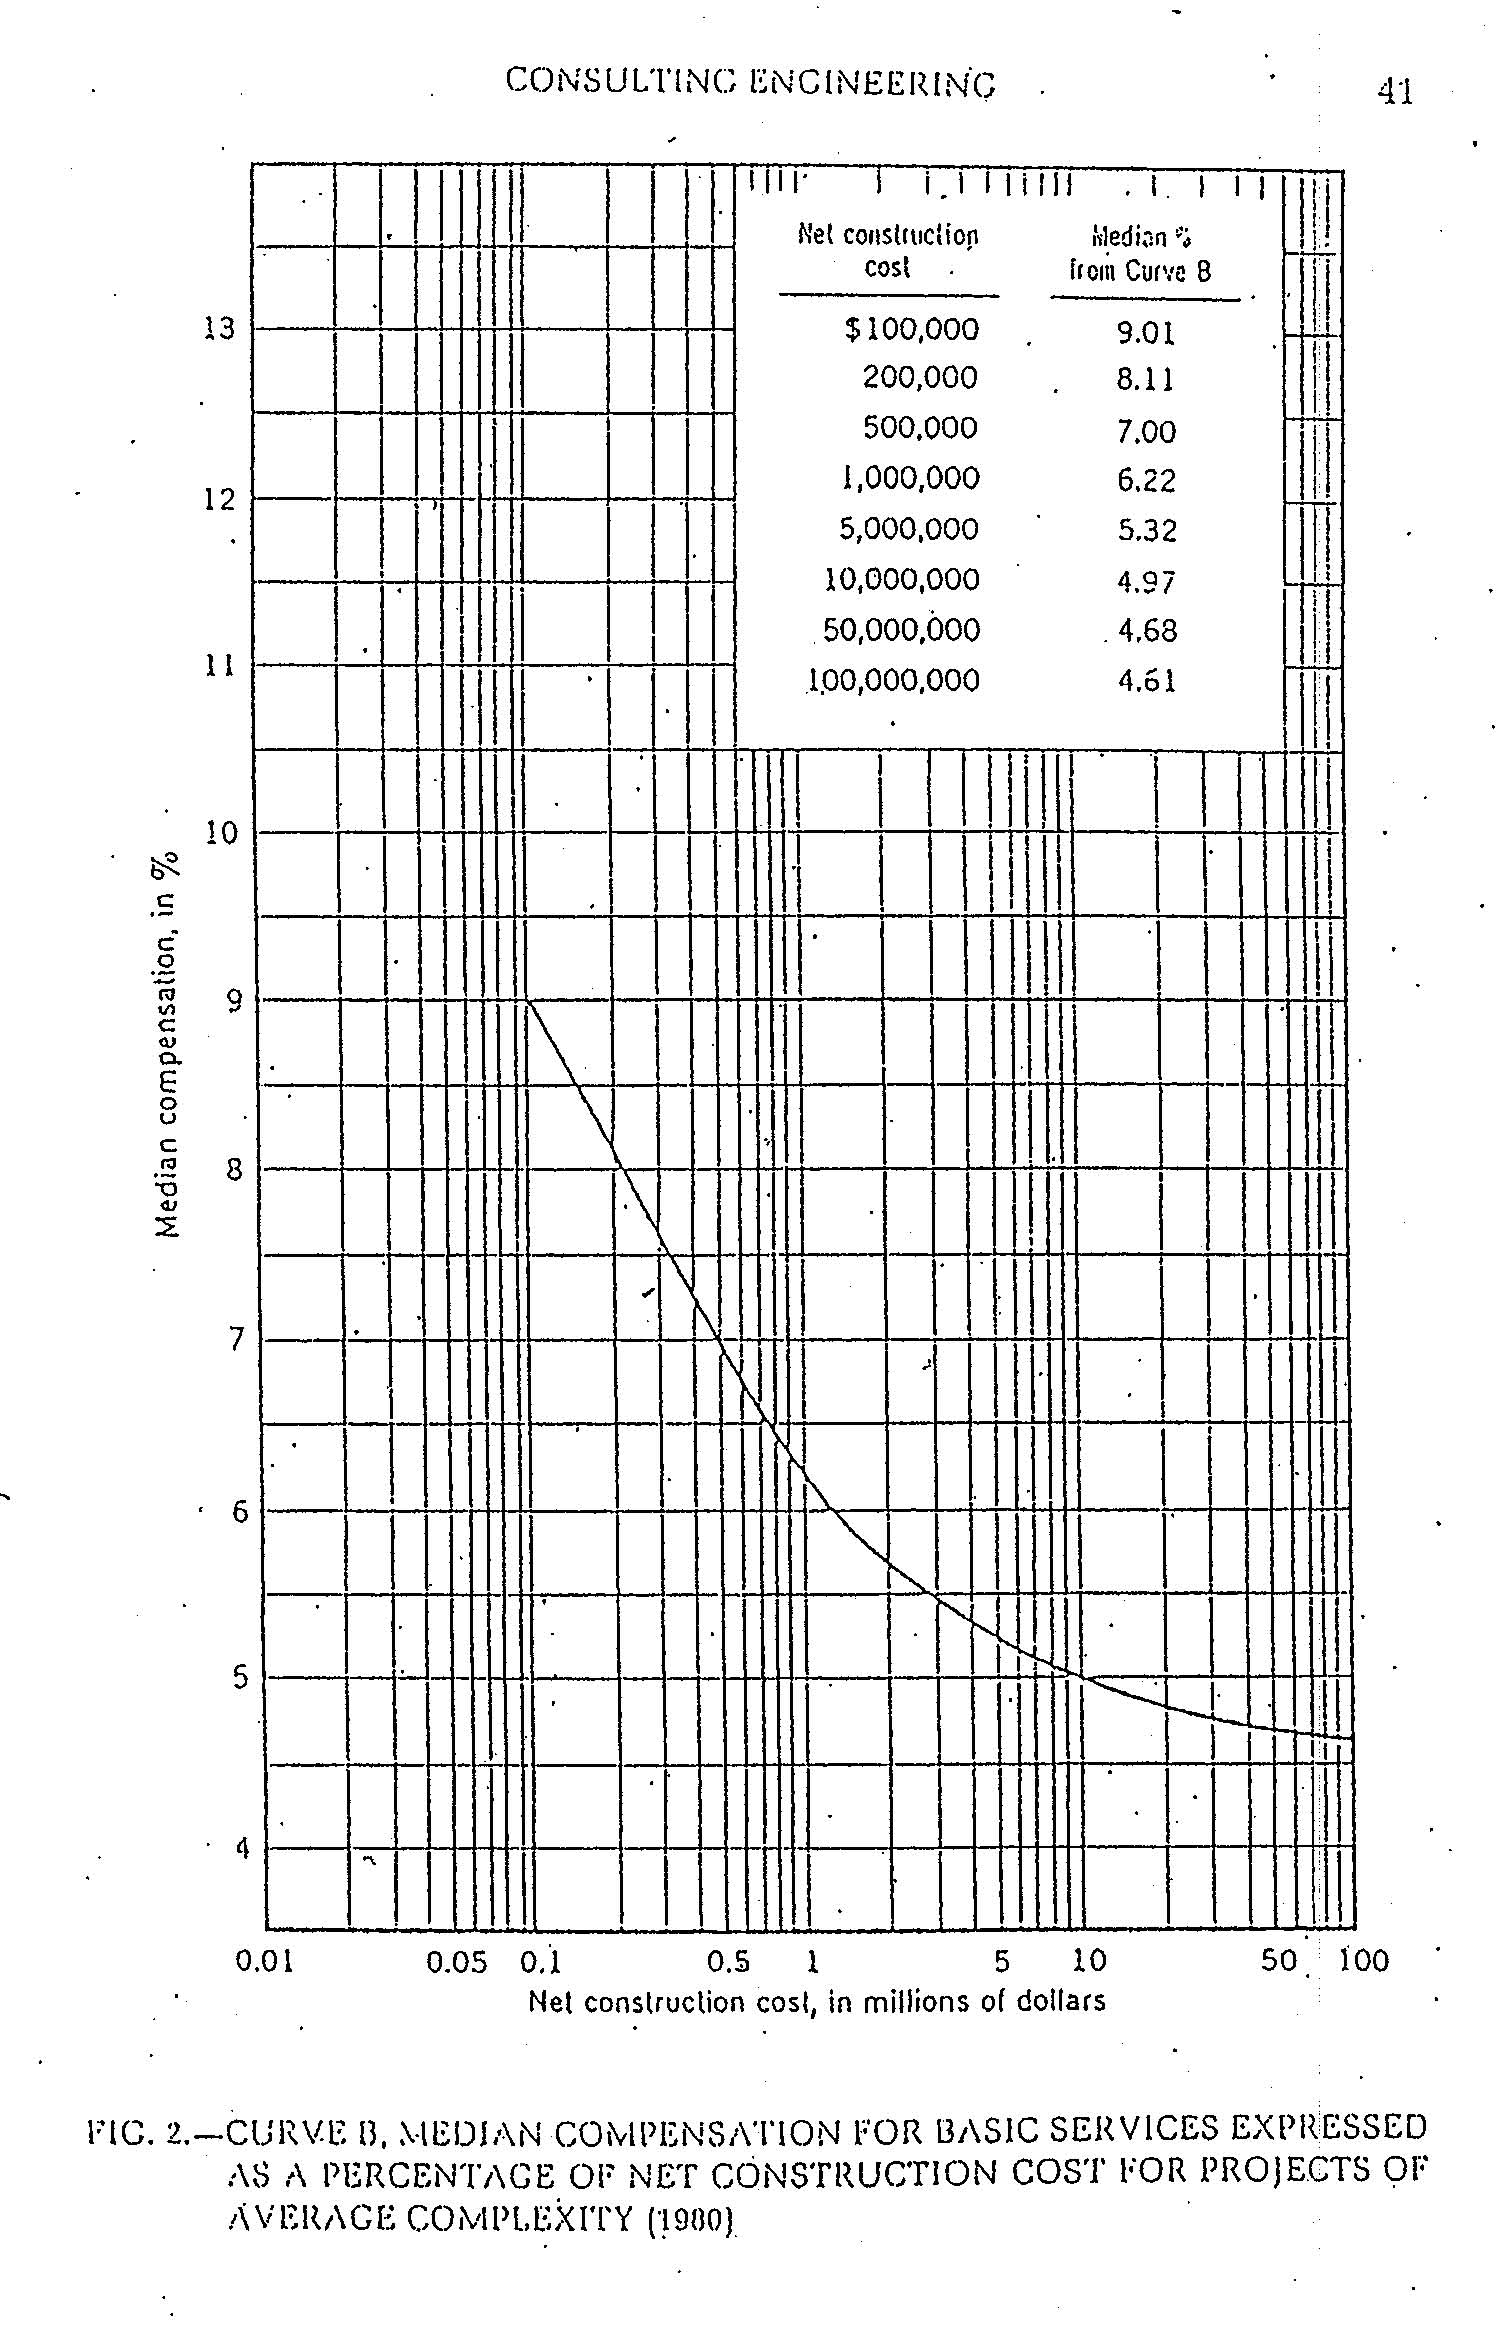 CONSULTING ENGINEERING 41
Net construction Median %
cost from Curve B
$100,000 9.01
200,000 8.11
500,000 7.00
1,000,000 6.22
5,000,000 5.32
10,000,000 4.97
50,000,000 4.68
100,000,000 4.61
13
12
11
10
9
8
7
6
5
4
Median compensation, in %
0.01 0.05 0.1 0.5 1 5 10 50 100
Net construction cost, in millions of dollars
FIG. 2.—CURVE B, MEDIAN COMPENSATION FOR BASIC SERVICES EXPRESSED
AS A PERCENTAGE OF NET CONSTRUCTION COST FOR PROJECTS OF
AVERAGE COMPLEXITY